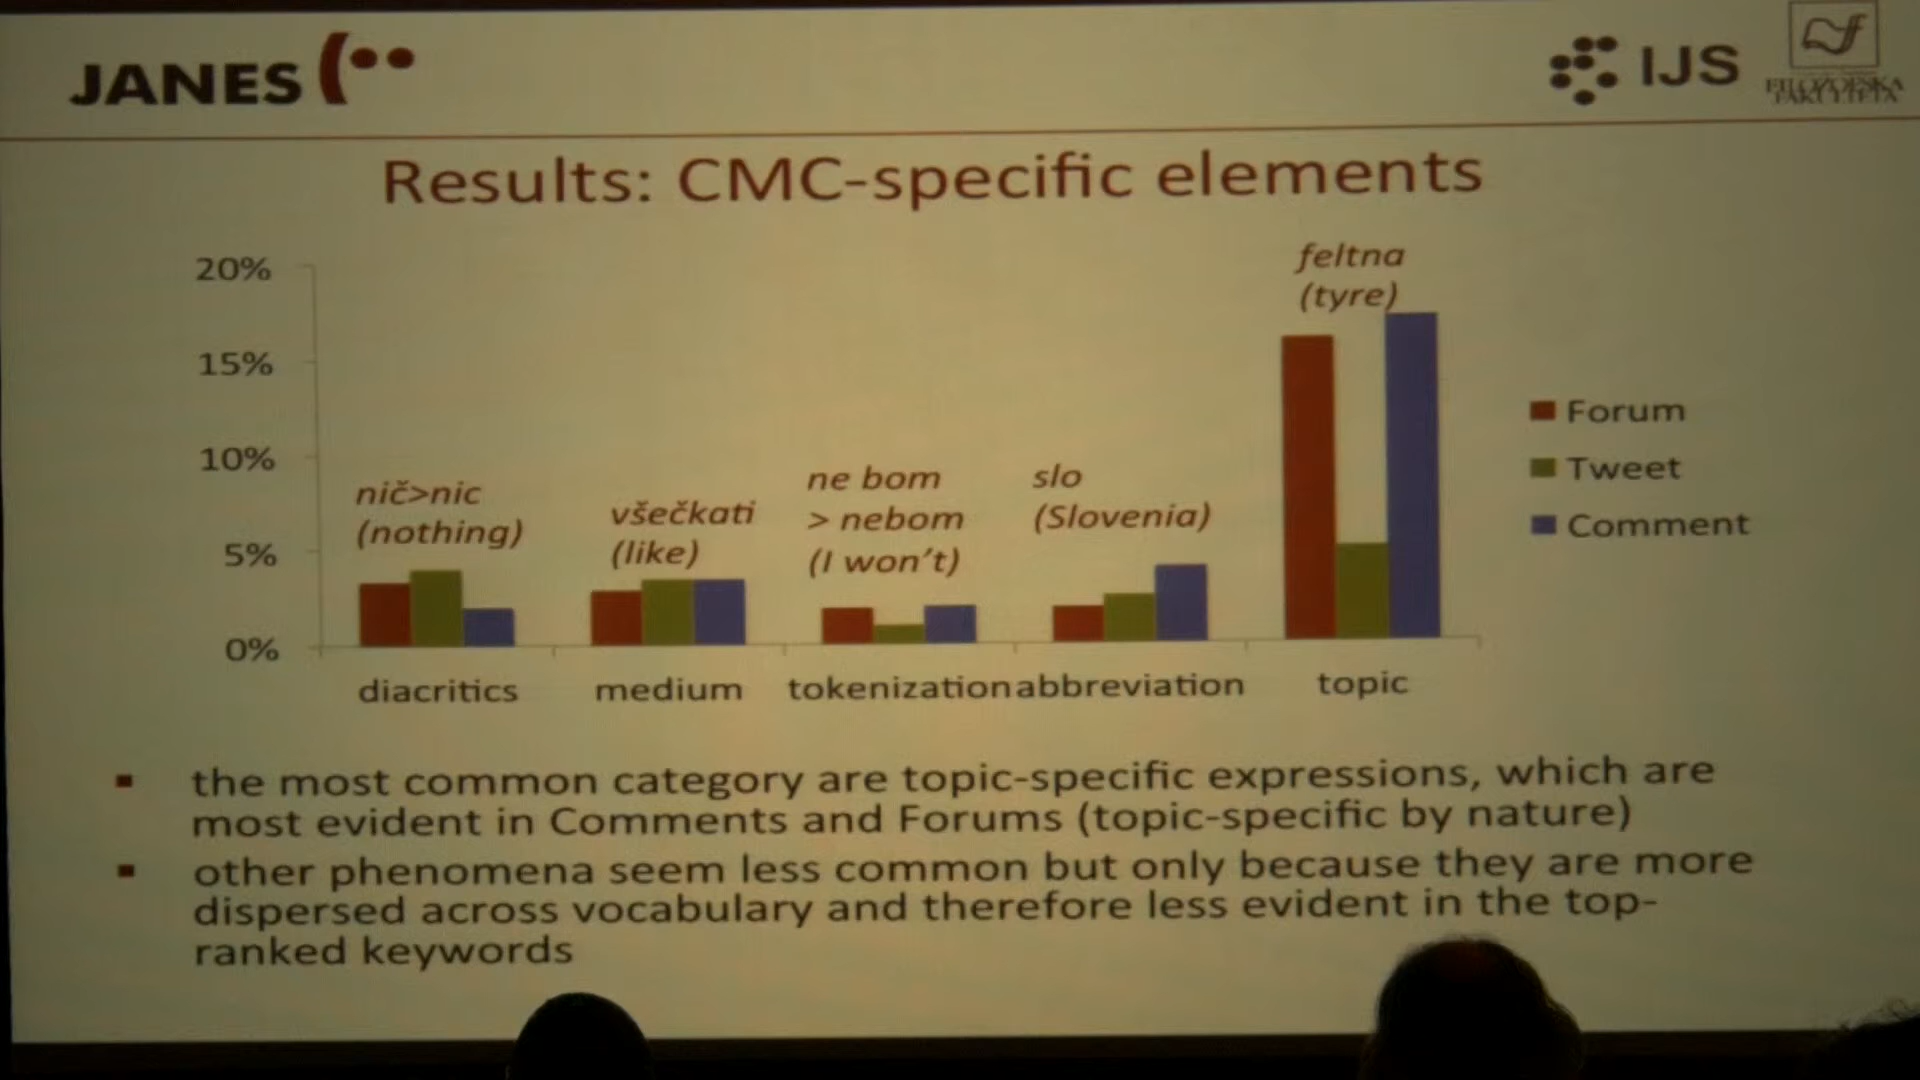 JANES
IJS
FILOZOFSKA
FAKULTETA
Results: CMC-specific elements
20%
15%
10%
5%
0%
nič>nic
(nothing)
všečkati
(like)
ne bom
> nebom
(I won't)
slo
(Slovenia)
feltna
(tyre)
Forum
Tweet
Comment
diacritics
medium
tokenization
abbreviation
topic
the most common category are topic-specific expressions, which are
most evident in Comments and Forums (topic-specific by nature)
other phenomena seem less common but only because they are more
dispersed across vocabulary and therefore less evident in the top-
ranked keywords